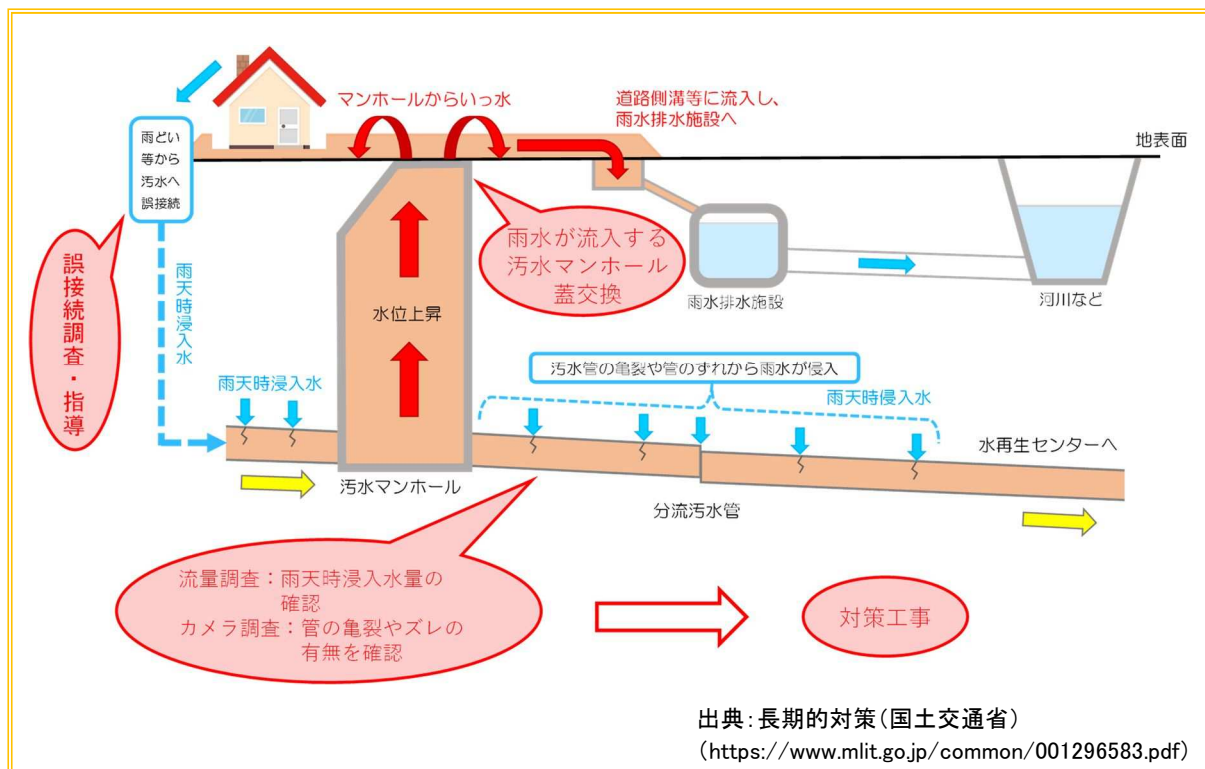 マンホールからいっ水
道路側溝等に流入し、
雨水排水施設へ
地表面
雨どい
等から
汚水へ
誤接続
誤接続調査・指導
雨天時浸入水
雨水が流入する
汚水マンホール
蓋交換
水位上昇
雨水排水施設
河川など
汚水管の亀裂や管のずれから雨水が侵入
雨天時浸入水
雨天時侵入水
水再生センターへ
汚水マンホール
分流汚水管
流量調査：雨天時浸入水量の
確認
カメラ調査：管の亀裂やズレの
有無を確認
対策工事
出典：長期的対策（国土交通省）
（https://www.mlit.go.jp/common/001296583.pdf）